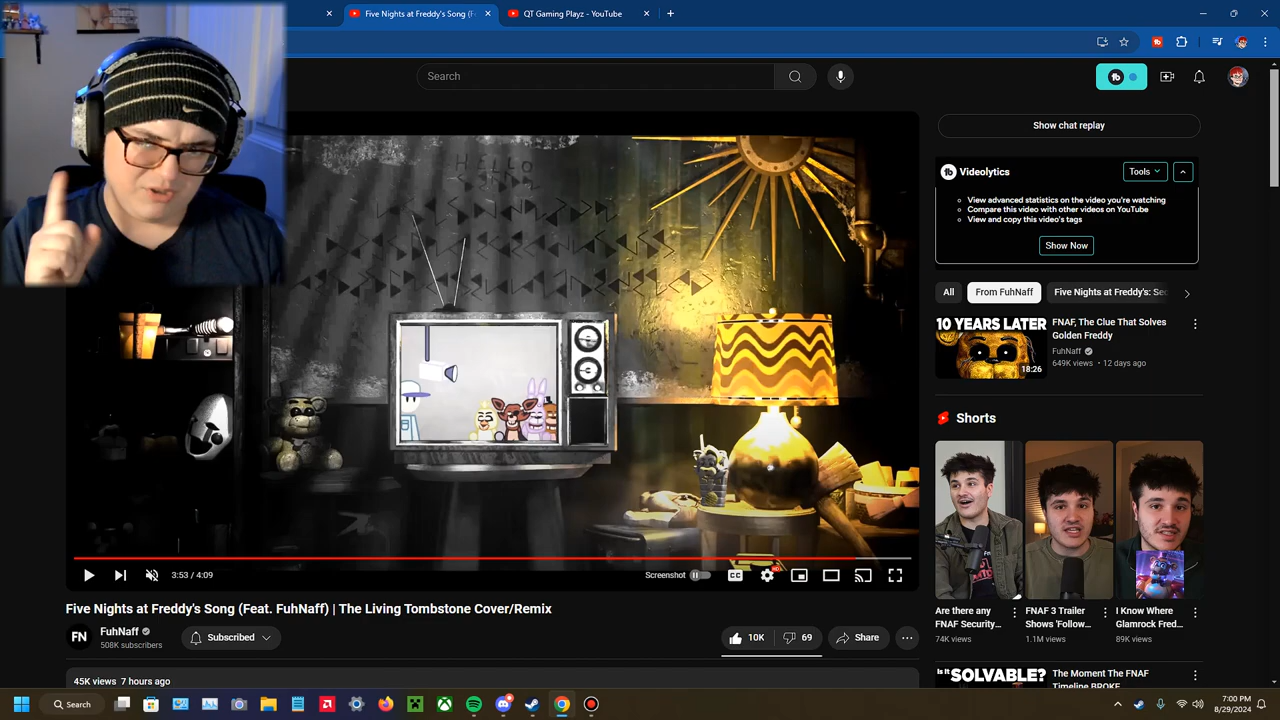 Five Nights at Freddy's Song (F
QT Gaming Playz - YouTube
Search
Show chat replay
Videolytics
Tools
View advanced statistics on the video you're watching
Compare this video with other videos on YouTube
View and copy this video's tags
Show Now
All
From FuhNaff
Five Nights at Freddy's: Sec
HELLO
10 YEARS LATER
18:26
FNAF, The Clue That Solves
Golden Freddy
FuhNaff
649K views • 12 days ago
Shorts
3:53 / 4:09
Screenshot
CC
HD
Five Nights at Freddy's Song (Feat. FuhNaff) | The Living Tombstone Cover/Remix
FN
FuhNaff
508K subscribers
Subscribed
10K
69
Share
45K views 7 hours ago
Are there any
FNAF Security...
74K views
FNAF 3 Trailer
Shows 'Follow...
1.1M views
I Know Where
Glamrock Fred...
89K views
Is it SOLVABLE?
The Moment The FNAF
Timeline BROKE
Search
7:00 PM
8/29/2024